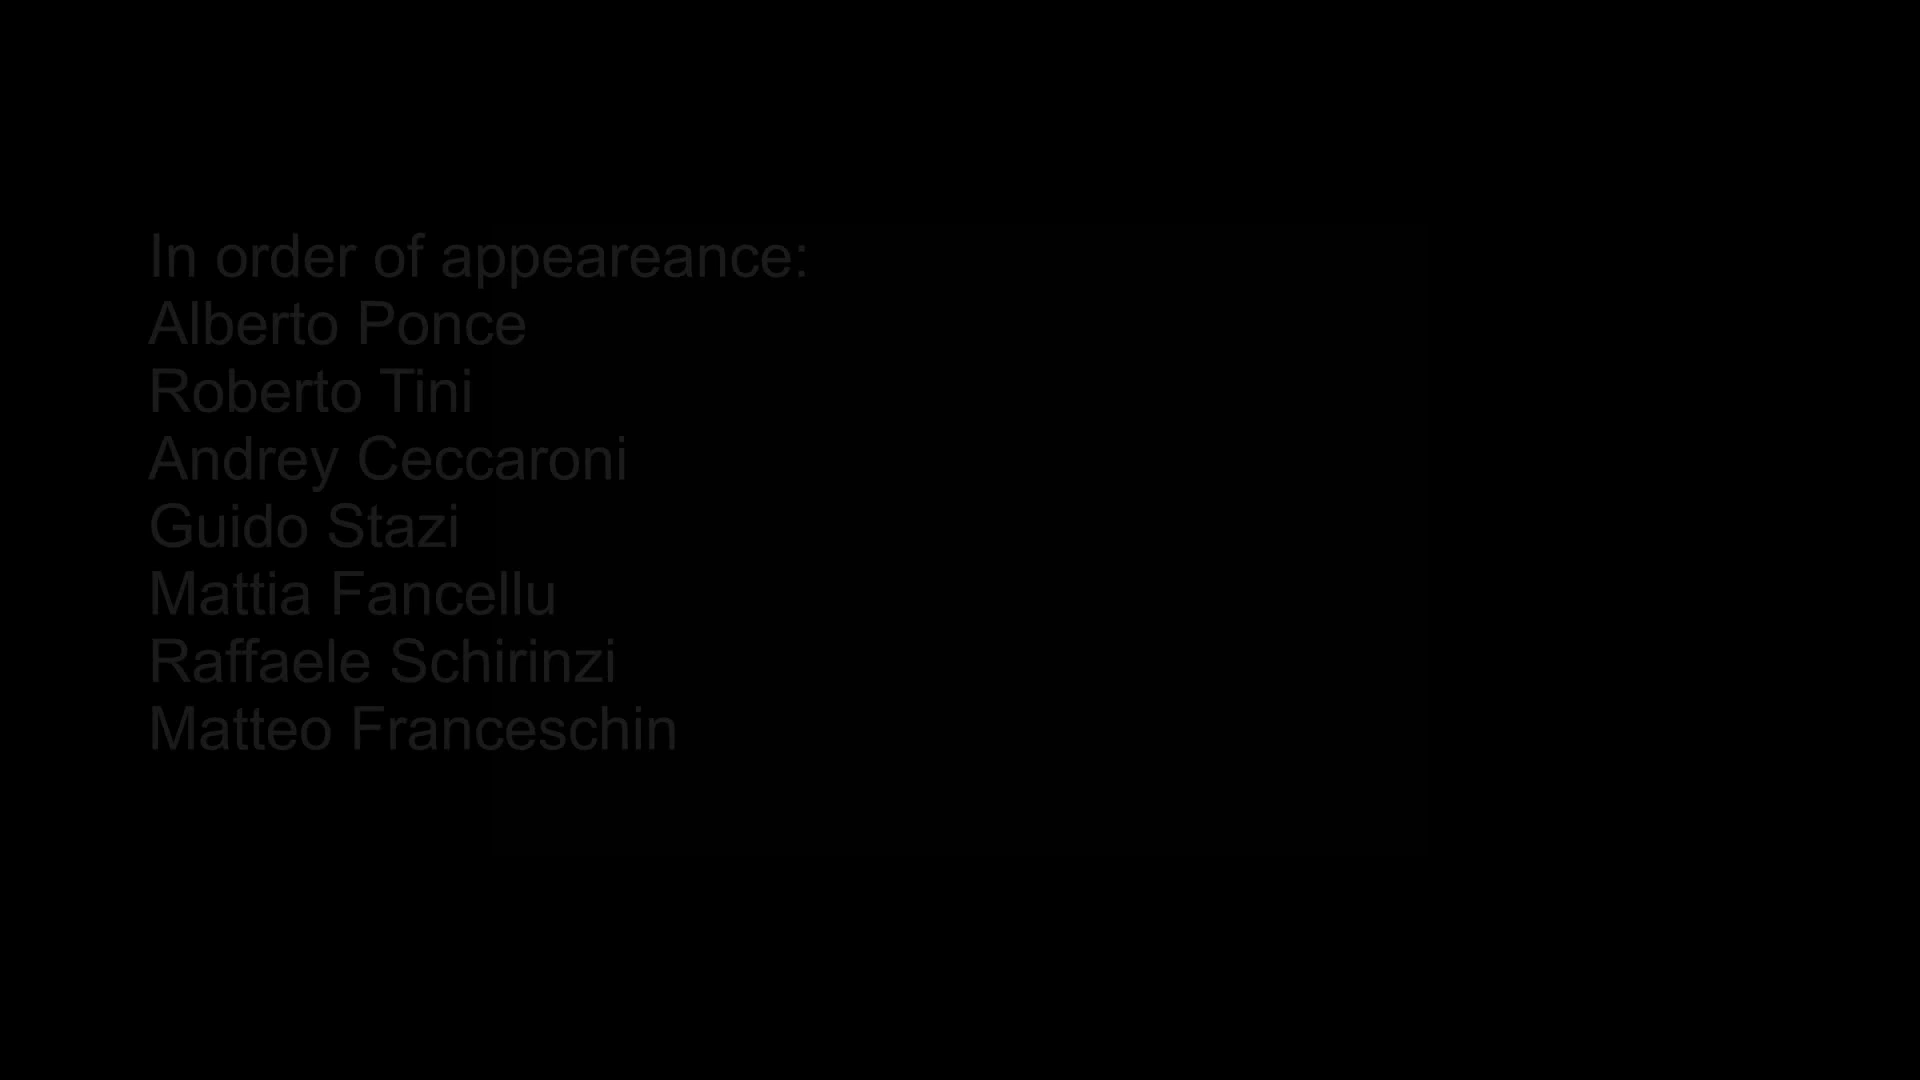 In order of appeareance:
Alberto Ponce
Roberto Tini
Andrey Ceccaroni
Guido Stazi
Mattia Fancellu
Raffaele Schirinzi
Matteo Franceschin